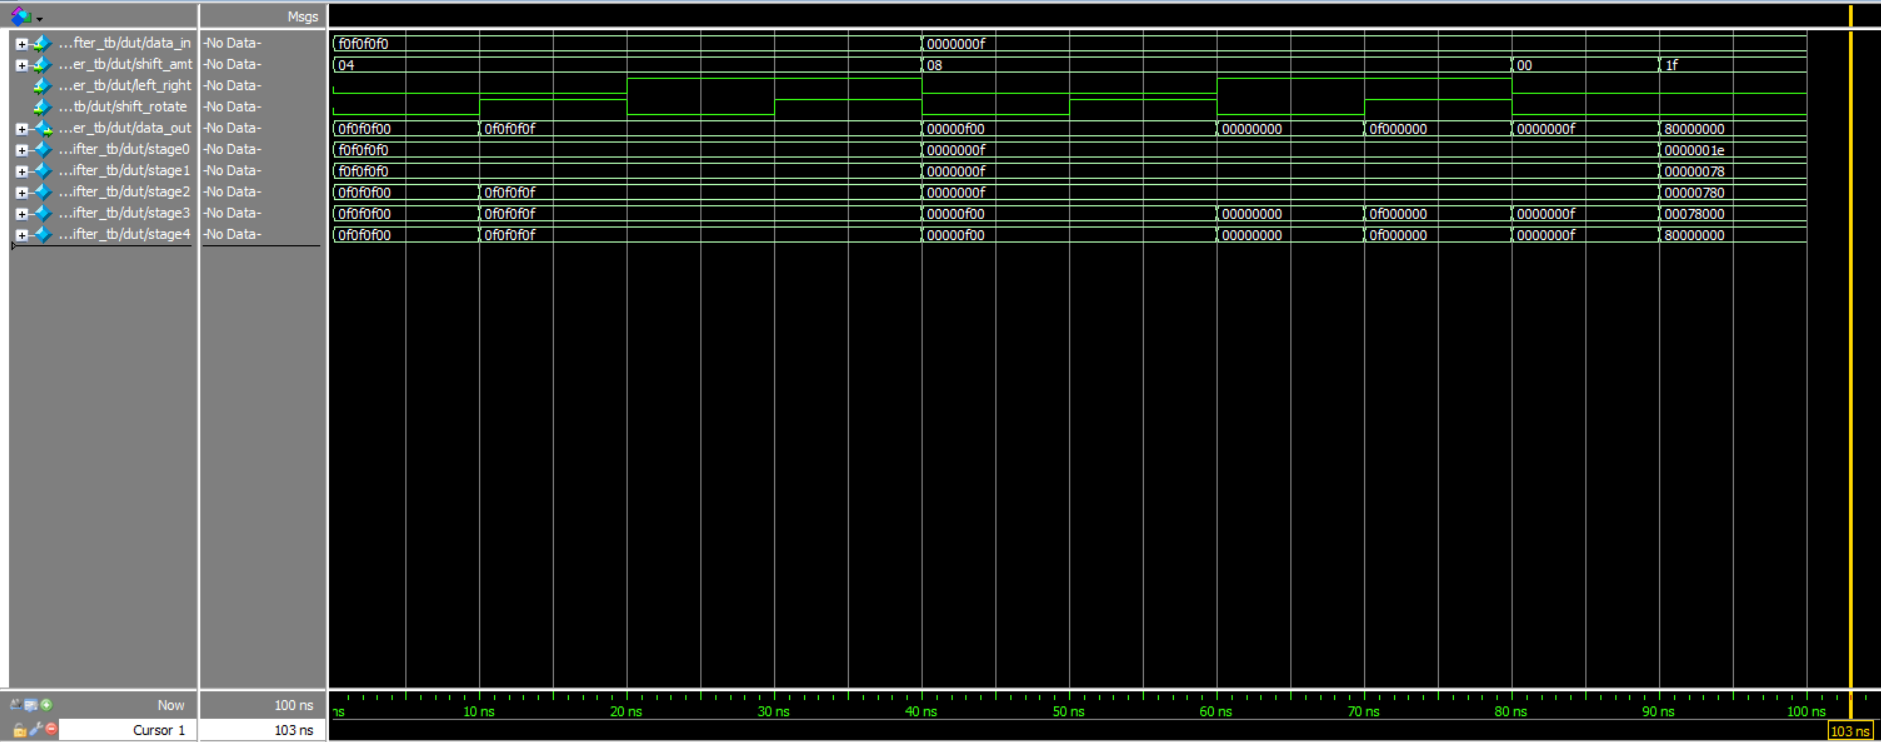 Msgs
...fter_tb/dut/data_in -No Data- f0f0f0f0 0000000f
...er_tb/dut/shift_amt -No Data- 04 08 00 1f
...er_tb/dut/left_right -No Data-
...tb/dut/shift_rotate -No Data-
...er_tb/dut/data_out -No Data- 0f0f0f00 0f0f0f0f 00000f00 00000000 0f000000 0000000f 80000000
...ifter_tb/dut/stage0 -No Data- f0f0f0f0 0000000f 0000001e
...ifter_tb/dut/stage1 -No Data- f0f0f0f0 0000000f 00000078
...ifter_tb/dut/stage2 -No Data- 0f0f0f00 0f0f0f0f 0000000f 00000780
...ifter_tb/dut/stage3 -No Data- 0f0f0f00 0f0f0f0f 00000f00 00000000 0f000000 0000000f 00078000
...ifter_tb/dut/stage4 -No Data- 0f0f0f00 0f0f0f0f 00000f00 00000000 0f000000 0000000f 80000000
Now 100 ns ns 10 ns 20 ns 30 ns 40 ns 50 ns 60 ns 70 ns 80 ns 90 ns 100 ns
Cursor 1 103 ns 103 ns